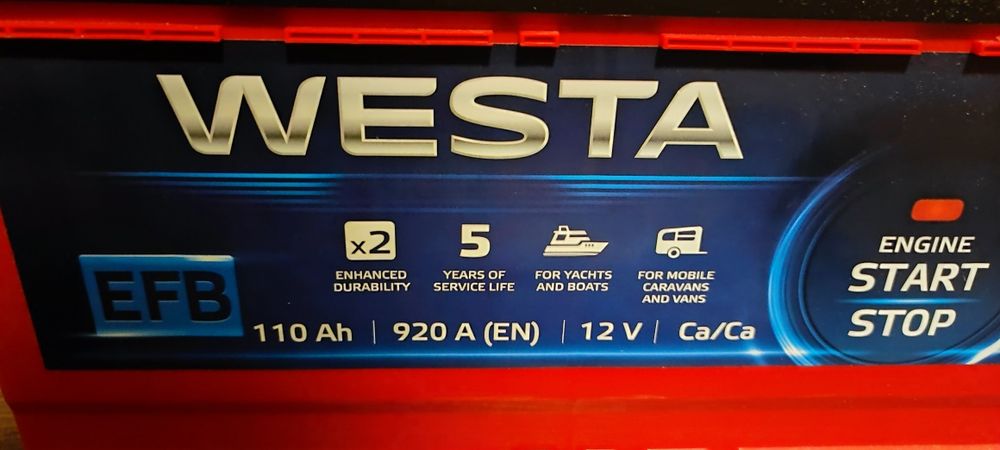 WESTA
x2
ENHANCED
DURABILITY
5
YEARS OF
SERVICE LIFE
FOR YACHTS
AND BOATS
FOR MOBILE
CARAVANS
AND VANS
EFB
110 Ah | 920 A (EN) | 12 V | Ca/Ca
ENGINE
START
STOP